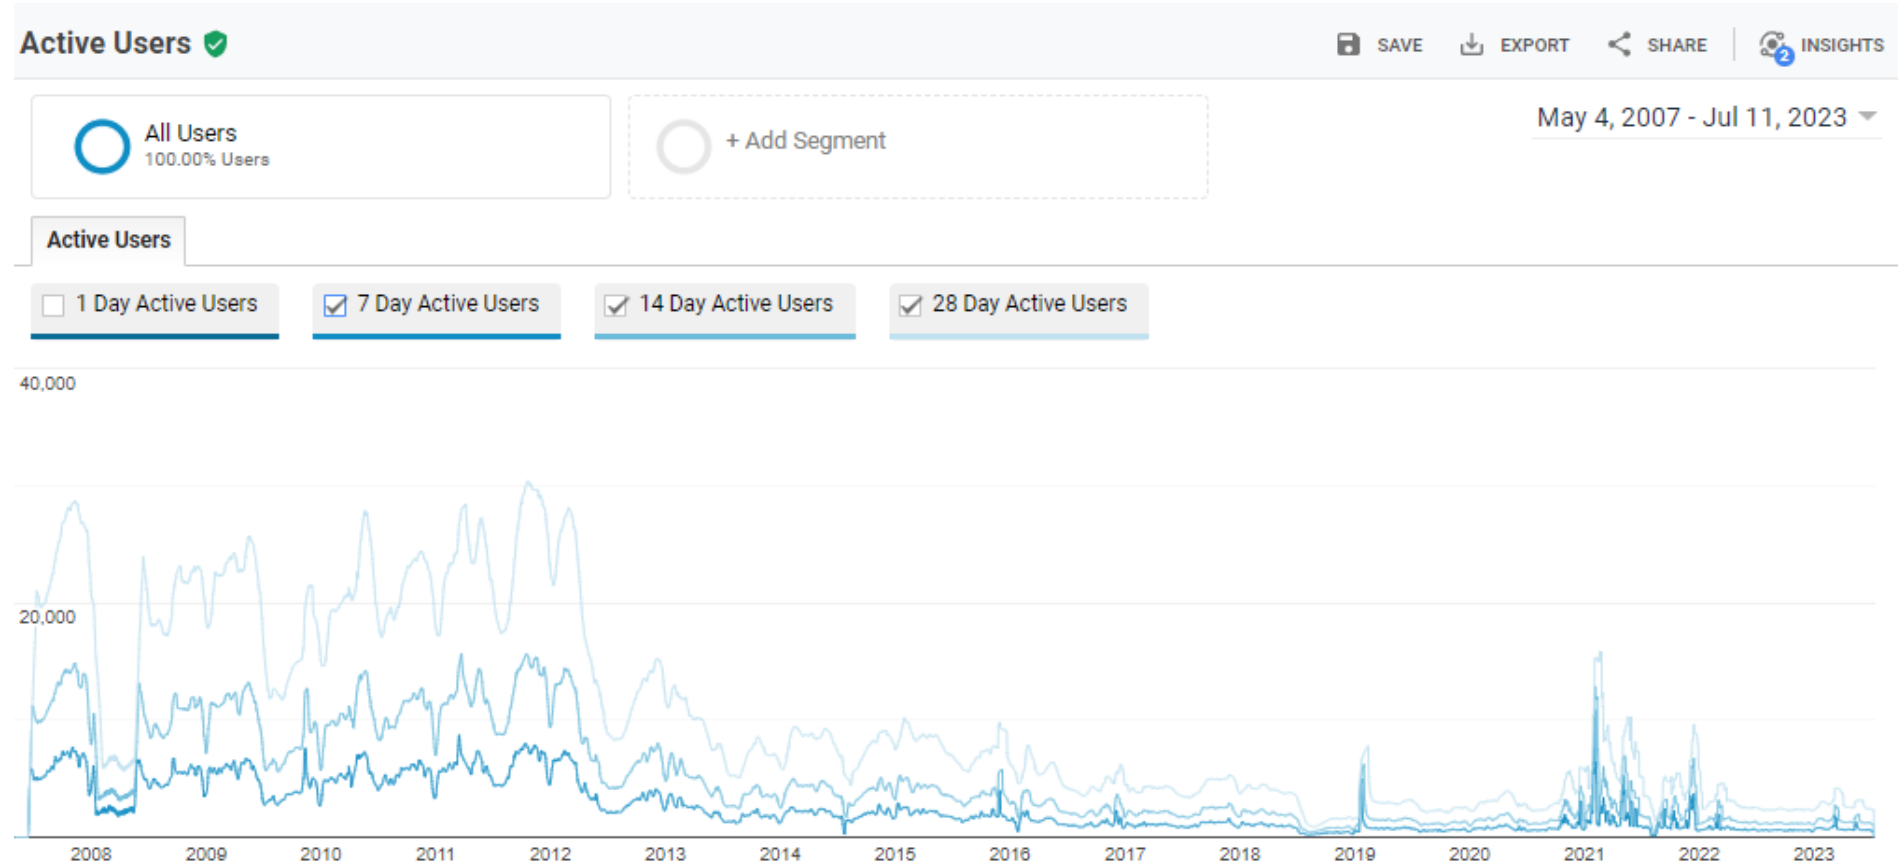 Active Users
SAVE EXPORT SHARE 2 INSIGHTS
All Users
100.00% Users
+ Add Segment
May 4, 2007 - Jul 11, 2023
Active Users
1 Day Active Users 7 Day Active Users 14 Day Active Users 28 Day Active Users
40,000
20,000
2008 2009 2010 2011 2012 2013 2014 2015 2016 2017 2018 2019 2020 2021 2022 2023